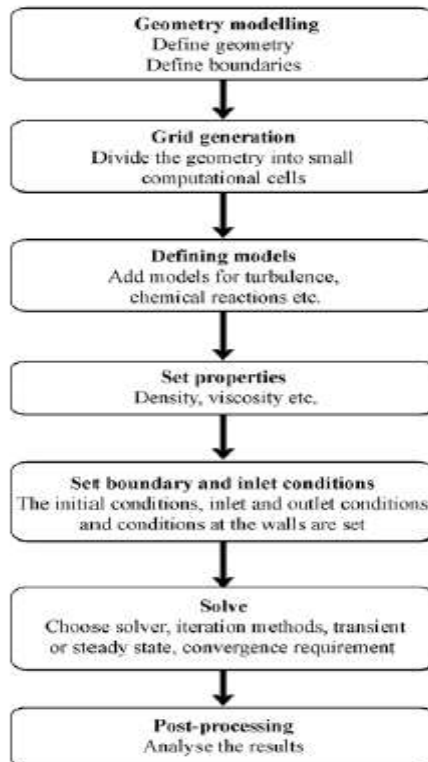 Geometry modelling
Define geometry
Define boundaries
Grid generation
Divide the geometry into small
computational cells
Defining models
Add models for turbulence,
chemical reactions etc.
Set properties
Density, viscosity etc.
Set boundary and inlet conditions
The initial conditions, inlet and outlet conditions
and conditions at the walls are set
Solve
Choose solver, iteration methods, transient
or steady state, convergence requirement
Post-processing
Analyse the results